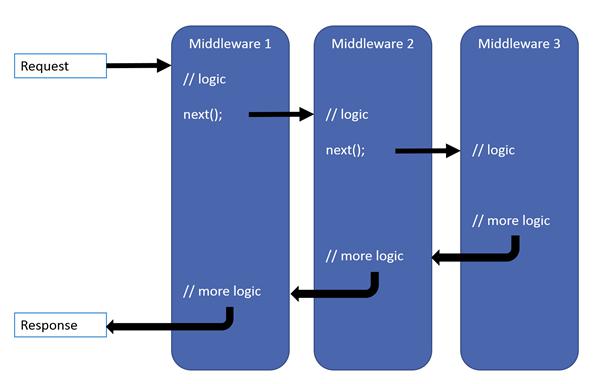 Middleware 1
Middleware 2
Middleware 3
Request
// logic
next();
// logic
next();
// logic
// more logic
// more logic
// more logic
Response